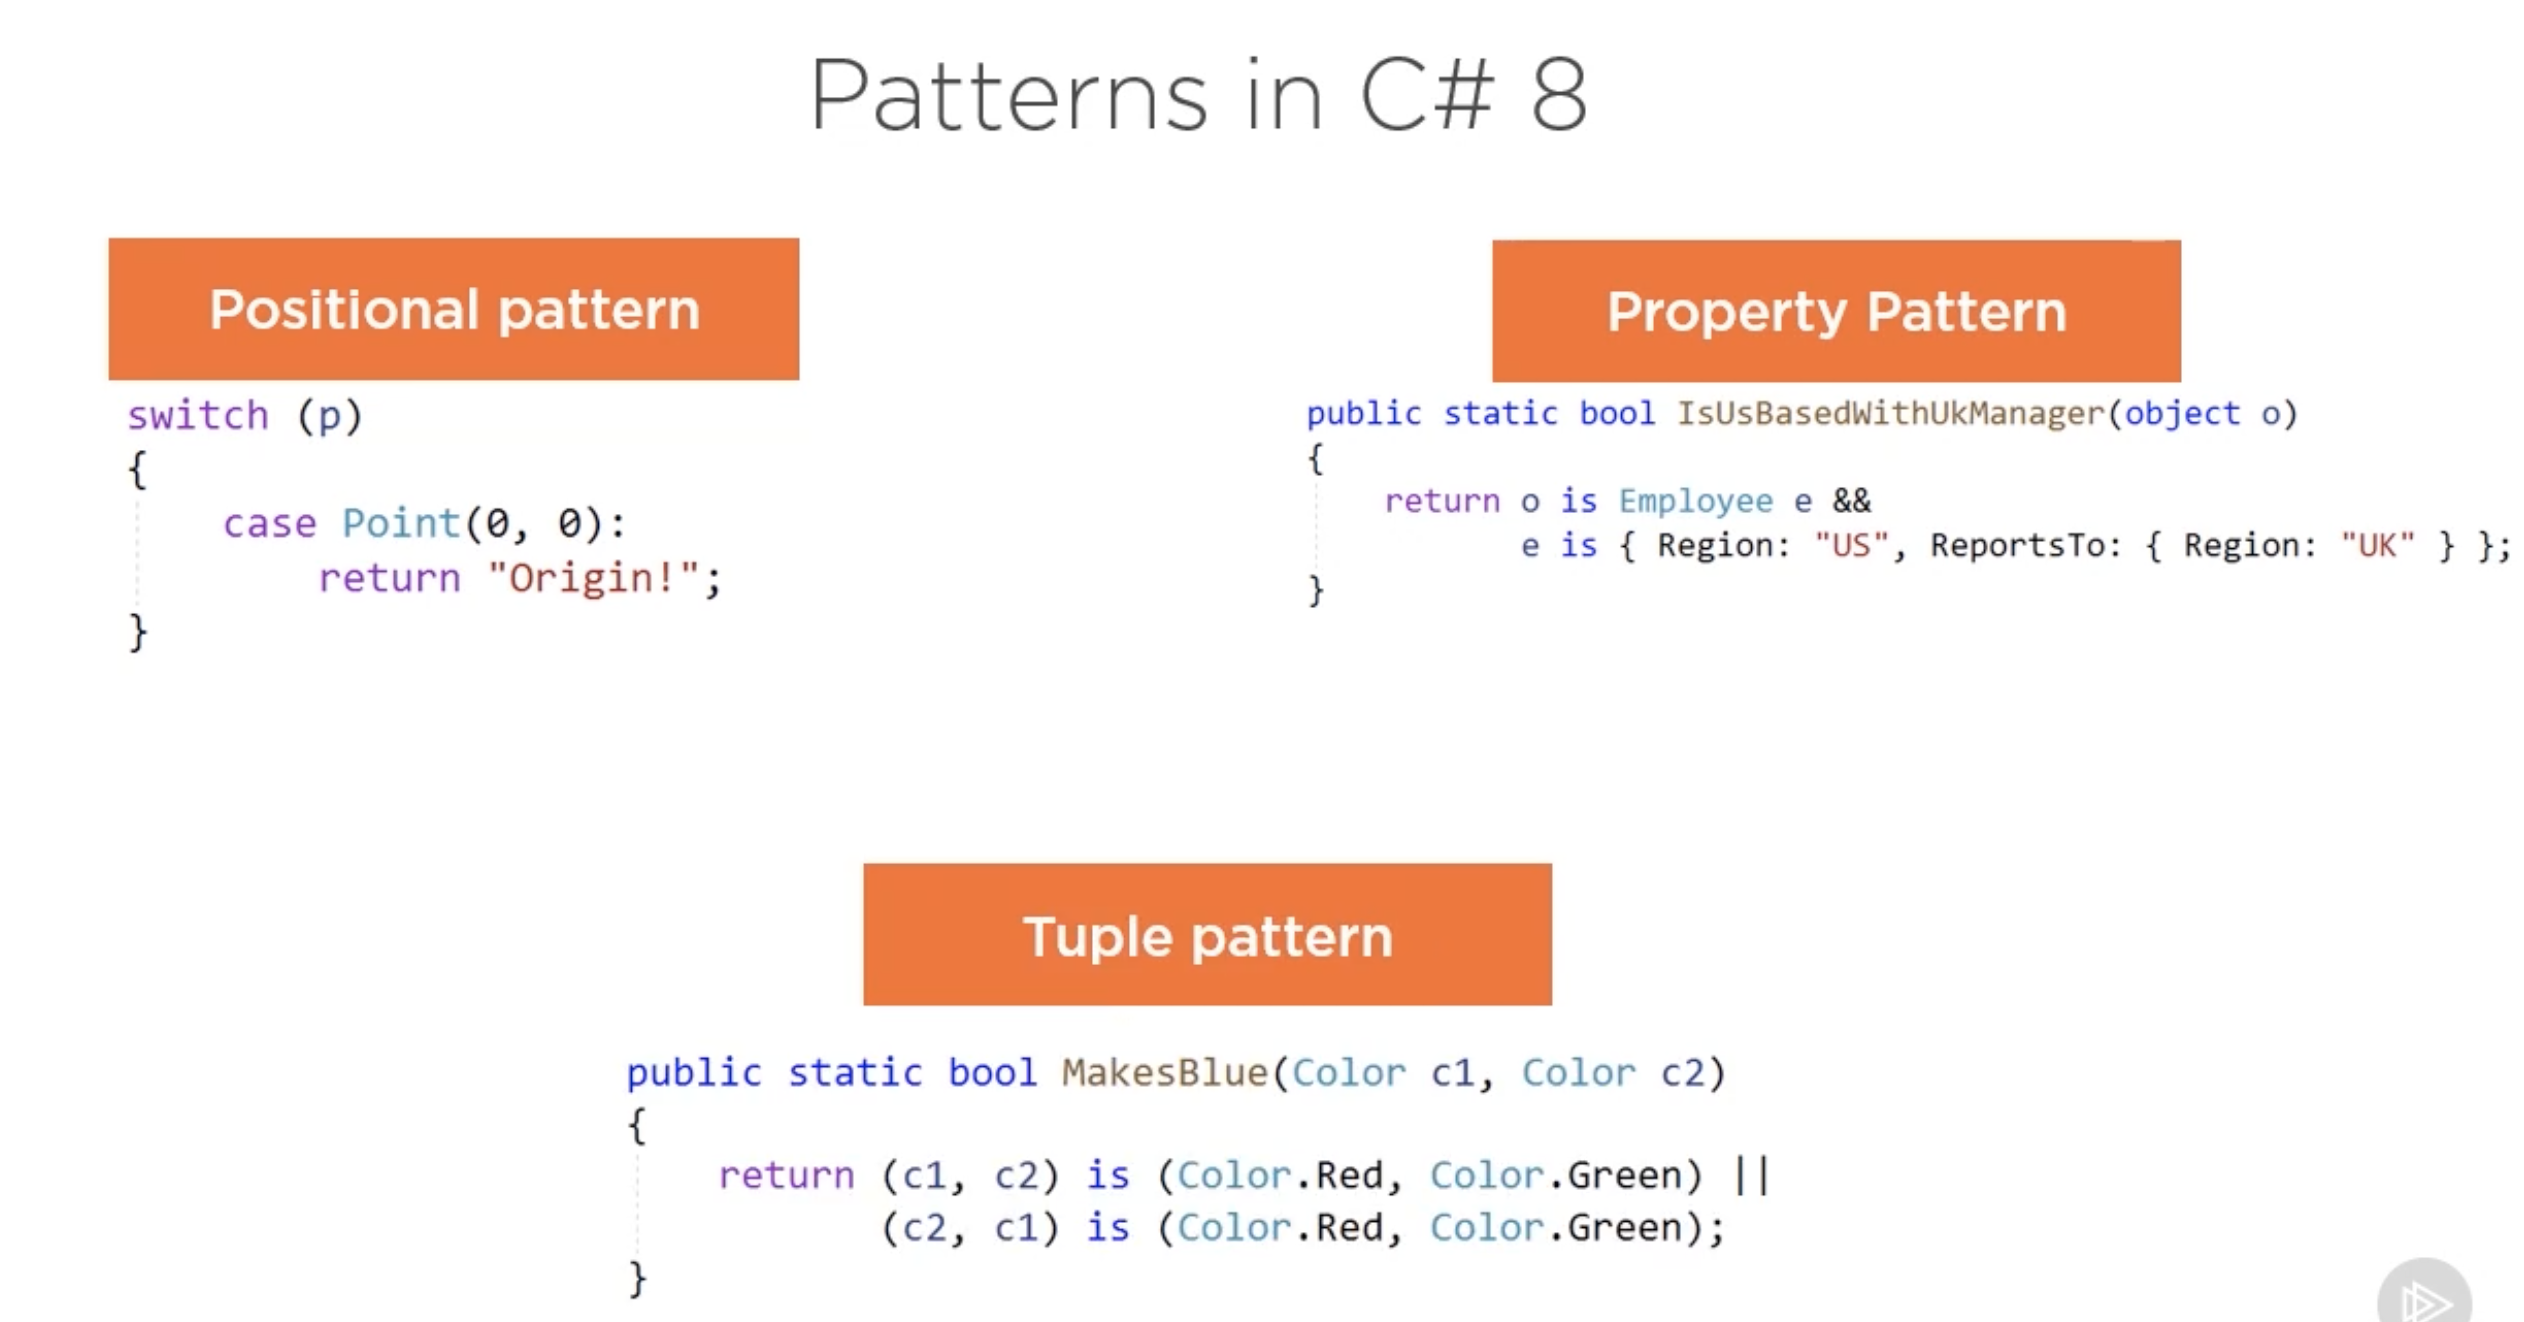 Patterns in C# 8
Positional pattern
switch (p)
{
case Point(0, 0):
return "Origin!";
}
Property Pattern
public static bool IsUsBasedWithUkManager(object o)
{
return o is Employee e &&
e is { Region: "US", ReportsTo: { Region: "UK" } };
}
Tuple pattern
public static bool MakesBlue(Color c1, Color c2)
{
return (c1, c2) is (Color.Red, Color.Green) ||
(c2, c1) is (Color.Red, Color.Green);
}